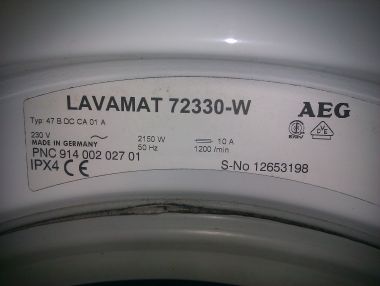 LAVAMAT 72330-W
AEG
Typ: 47 B DC CA 01 A
230 V 2150 W 10 A
MADE IN GERMANY 50 Hz 1200 /min
PNC 914 002 027 01
IPX4 CE
S-No 12653198